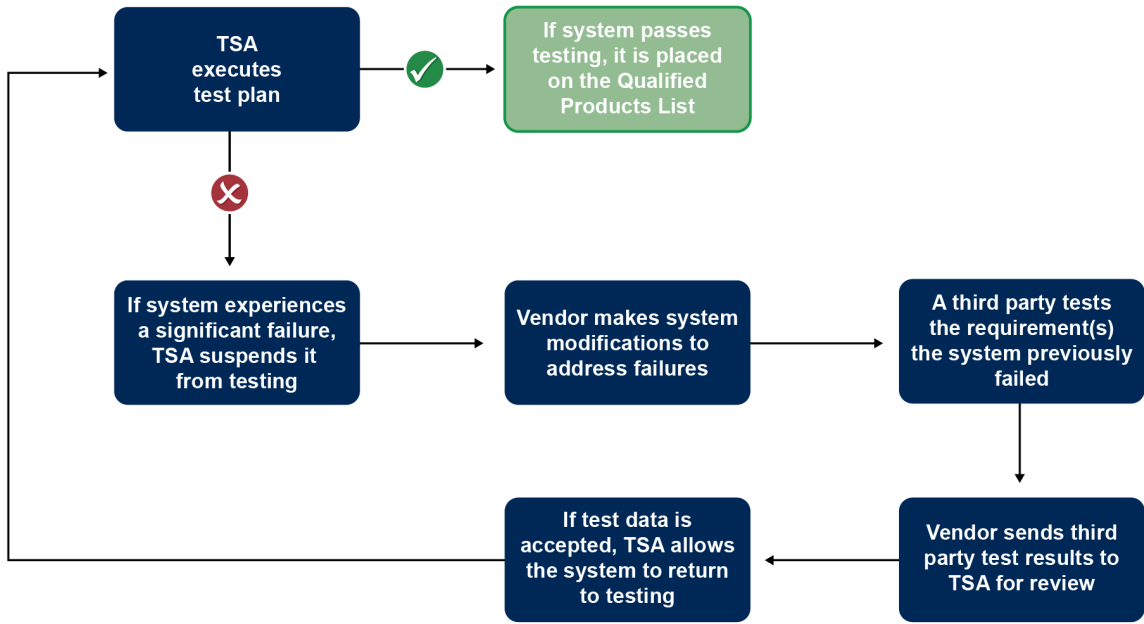 TSA
executes
test plan
If system passes
testing, it is placed
on the Qualified
Products List
If system experiences
a significant failure,
TSA suspends it
from testing
Vendor makes system
modifications to
address failures
A third party tests
the requirement(s)
the system previously
failed
Vendor sends third
party test results to
TSA for review
If test data is
accepted, TSA allows
the system to return
to testing